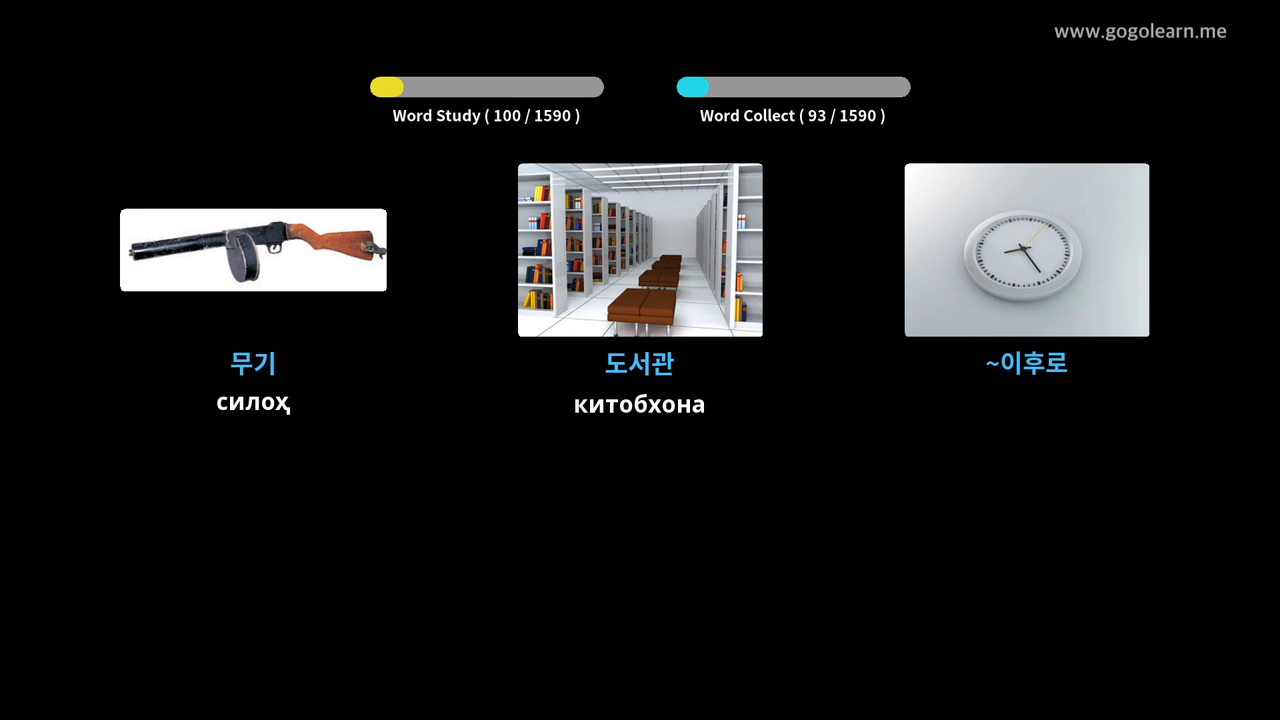 www.gogolearn.me
Word Study ( 100 / 1590 )
Word Collect ( 93 / 1590 )
무기
도서관
~이후로
силоҳ
китобхона